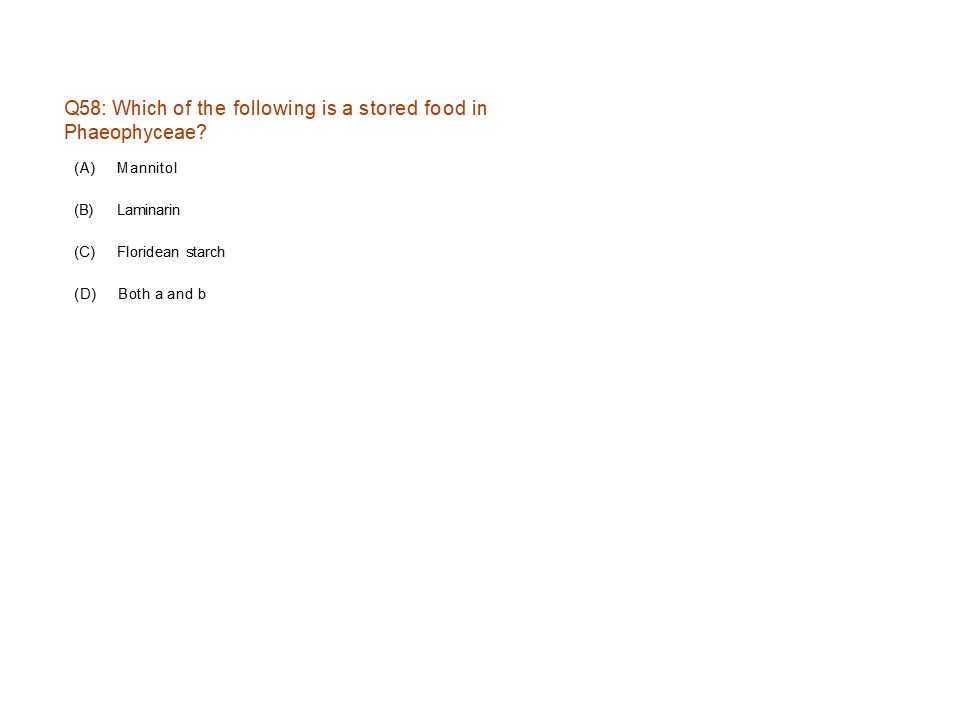 Q58: Which of the following is a stored food in
Phaeophyceae?
(A) Mannitol
(B) Laminarin
(C) Floridean starch
(D) Both a and b